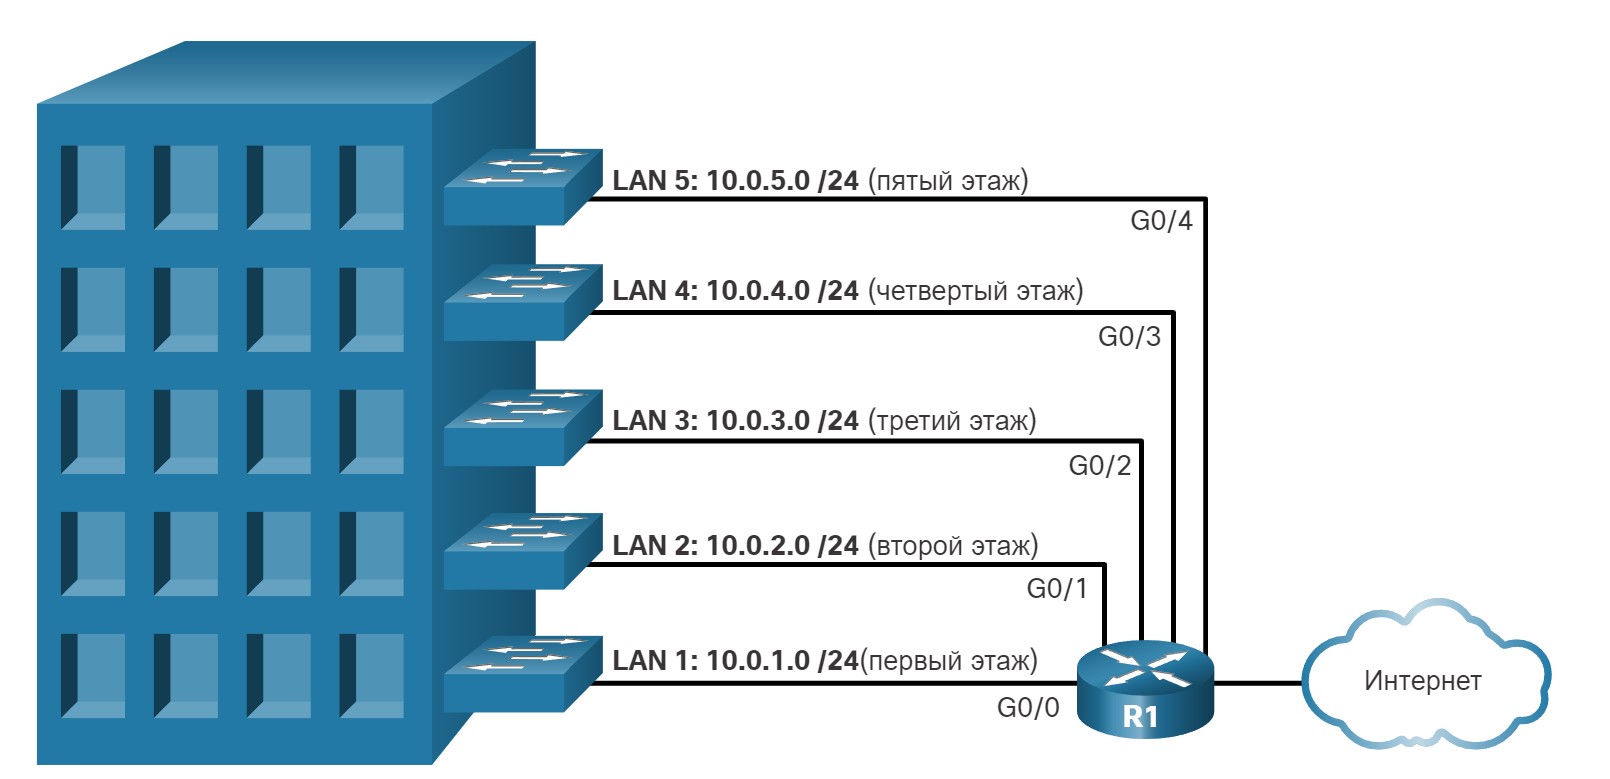 LAN 5: 10.0.5.0 /24 (пятый этаж)
G0/4
LAN 4: 10.0.4.0 /24 (четвертый этаж)
G0/3
LAN 3: 10.0.3.0 /24 (третий этаж)
G0/2
LAN 2: 10.0.2.0 /24 (второй этаж)
G0/1
LAN 1: 10.0.1.0 /24(первый этаж)
G0/0
R1
Интернет